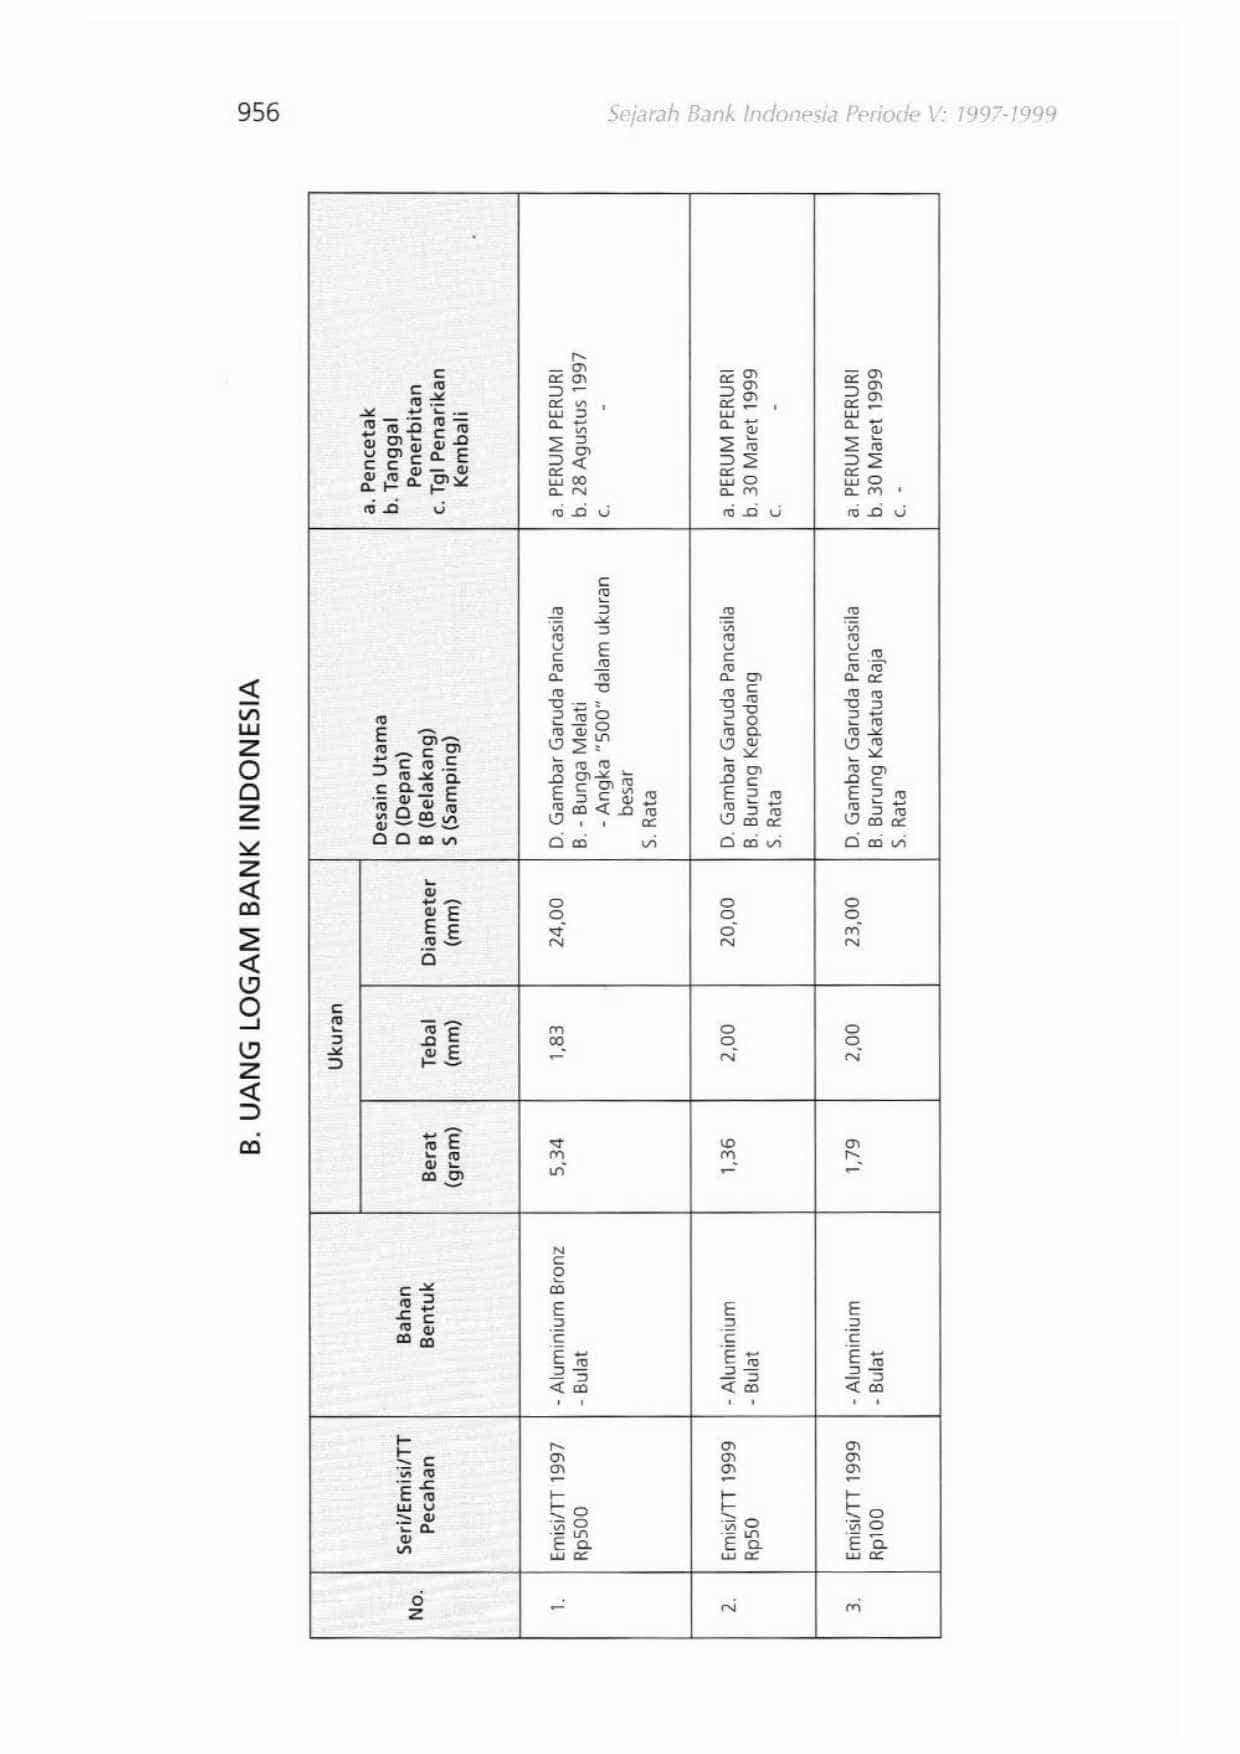 956
Sejarah Bank Indonesia Periode V: 1997-1999
B. UANG LOGAM BANK INDONESIA
No.
Seri/Emisi/TT
Pecahan
Bahan
Bentuk
Ukuran
Berat
(gram)
Tebal
(mm)
Diameter
(mm)
Desain Utama
D (Depan)
B (Belakang)
S (Samping)
a. Pencetak
b. Tanggal
Penerbitan
c. Tgl Penarikan
Kembali
1.
Emisi/TT 1997
Rp500
- Aluminium Bronz
- Bulat
5,34
1,83
24,00
D. Gambar Garuda Pancasila
B. - Bunga Melati
- Angka "500" dalam ukuran
besar
S. Rata
a. PERUM PERURI
b. 28 Agustus 1997
c. -
2.
Emisi/TT 1999
Rp50
- Aluminium
- Bulat
1,36
2,00
20,00
D. Gambar Garuda Pancasila
B. Burung Kepodang
S. Rata
a. PERUM PERURI
b. 30 Maret 1999
c. -
3.
Emisi/TT 1999
Rp100
- Aluminium
- Bulat
1,79
2,00
23,00
D. Gambar Garuda Pancasila
B. Burung Kakatua Raja
S. Rata
a. PERUM PERURI
b. 30 Maret 1999
c. -